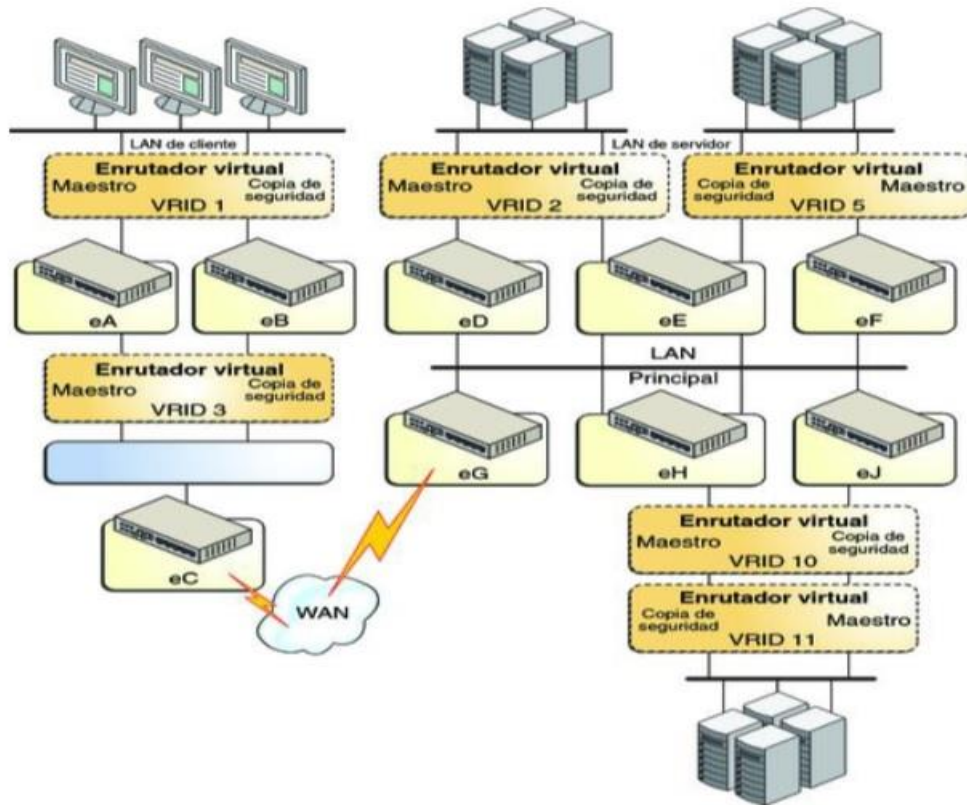 LAN de cliente
LAN de servidor
Enrutador virtual
Maestro
Copia de
seguridad
VRID 1
Enrutador virtual
Maestro
Copia de
seguridad
VRID 2
Enrutador virtual
Copia de
seguridad
Maestro
VRID 5
eA
eB
eD
eE
eF
LAN
Principal
Enrutador virtual
Maestro
Copia de
seguridad
VRID 3
eG
eH
eJ
eC
WAN
Enrutador virtual
Maestro
Copia de
seguridad
VRID 10
Enrutador virtual
Copia de
seguridad
Maestro
VRID 11